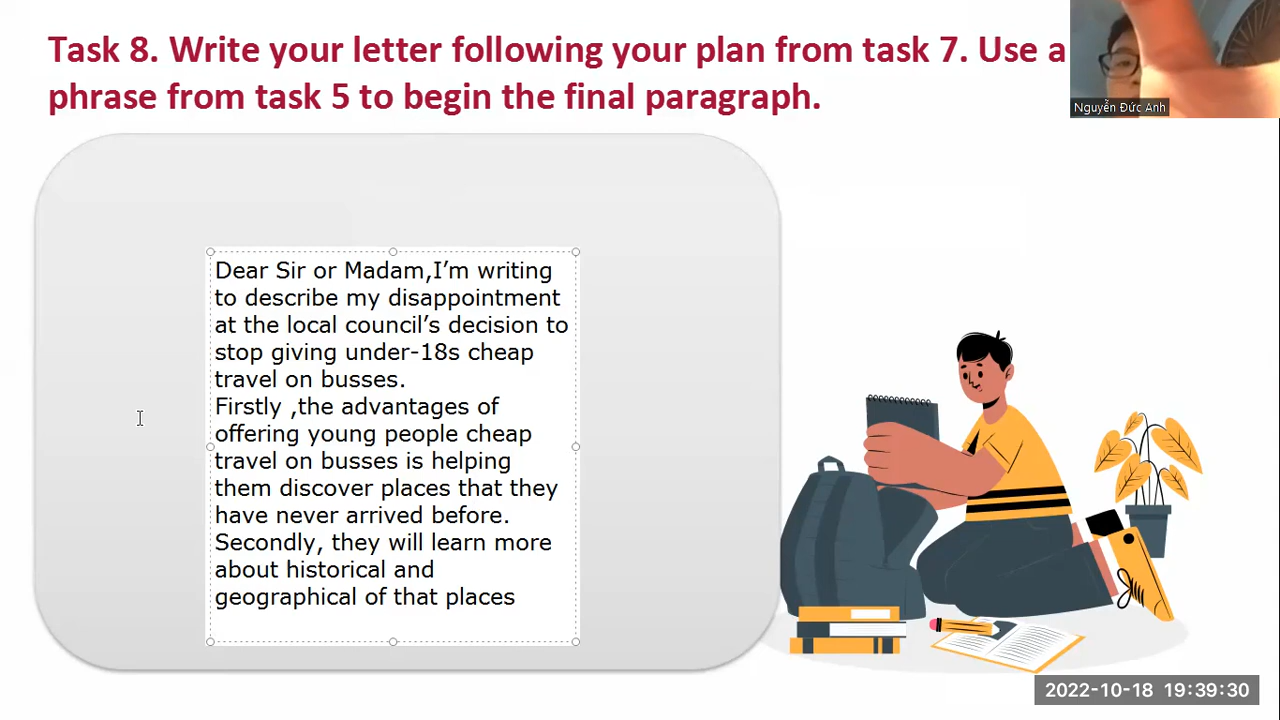 Task 8. Write your letter following your plan from task 7. Use a
phrase from task 5 to begin the final paragraph.
Nguyễn Đức Anh
Dear Sir or Madam,I’m writing
to describe my disappointment
at the local council’s decision to
stop giving under-18s cheap
travel on busses.
Firstly ,the advantages of
offering young people cheap
travel on busses is helping
them discover places that they
have never arrived before.
Secondly, they will learn more
about historical and
geographical of that places
2022-10-18 19:39:30